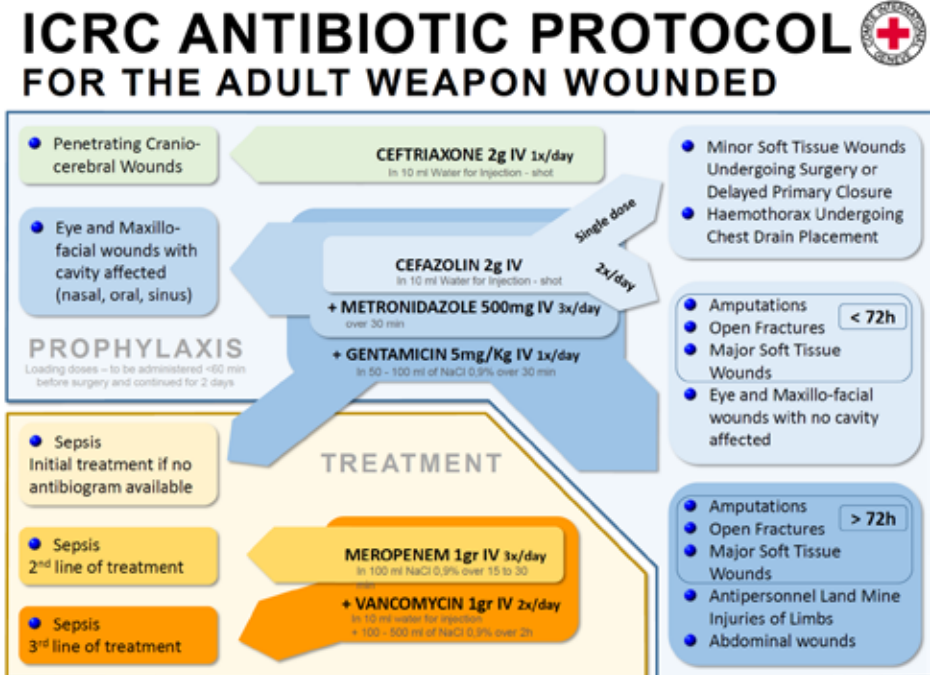 ICRC ANTIBIOTIC PROTOCOL
FOR THE ADULT WEAPON WOUNDED
COMITÉ INTERNATIONAL GENEVE
Penetrating Cranio-
cerebral Wounds
CEFTRIAXONE 2g IV 1x/day
In 10 ml Water for Injection - shot
Minor Soft Tissue Wounds
Undergoing Surgery or
Delayed Primary Closure
Haemothorax Undergoing
Chest Drain Placement
Eye and Maxillo-
facial wounds with
cavity affected
(nasal, oral, sinus)
Single dose
2x/day
CEFAZOLIN 2g IV
In 10 ml Water for Injection - shot
+ METRONIDAZOLE 500mg IV 3x/day
over 30 min
+ GENTAMICIN 5mg/Kg IV 1x/day
In 50 - 100 ml of NaCl 0,9% over 30 min
Amputations
Open Fractures
Major Soft Tissue
Wounds
< 72h
Eye and Maxillo-facial
wounds with no cavity
affected
PROPHYLAXIS
Loading doses – to be administered <60 min
before surgery and continued for 2 days
TREATMENT
Sepsis
Initial treatment if no
antibiogram available
Sepsis
2nd line of treatment
MEROPENEM 1gr IV 3x/day
In 100 ml NaCl 0,9% over 15 to 30
min
Sepsis
3rd line of treatment
+ VANCOMYCIN 1gr IV 2x/day
In 10 ml water for injection
+ 100 - 500 ml of NaCl 0,9% over 2h
Amputations
Open Fractures
Major Soft Tissue
Wounds
> 72h
Antipersonnel Land Mine
Injuries of Limbs
Abdominal wounds